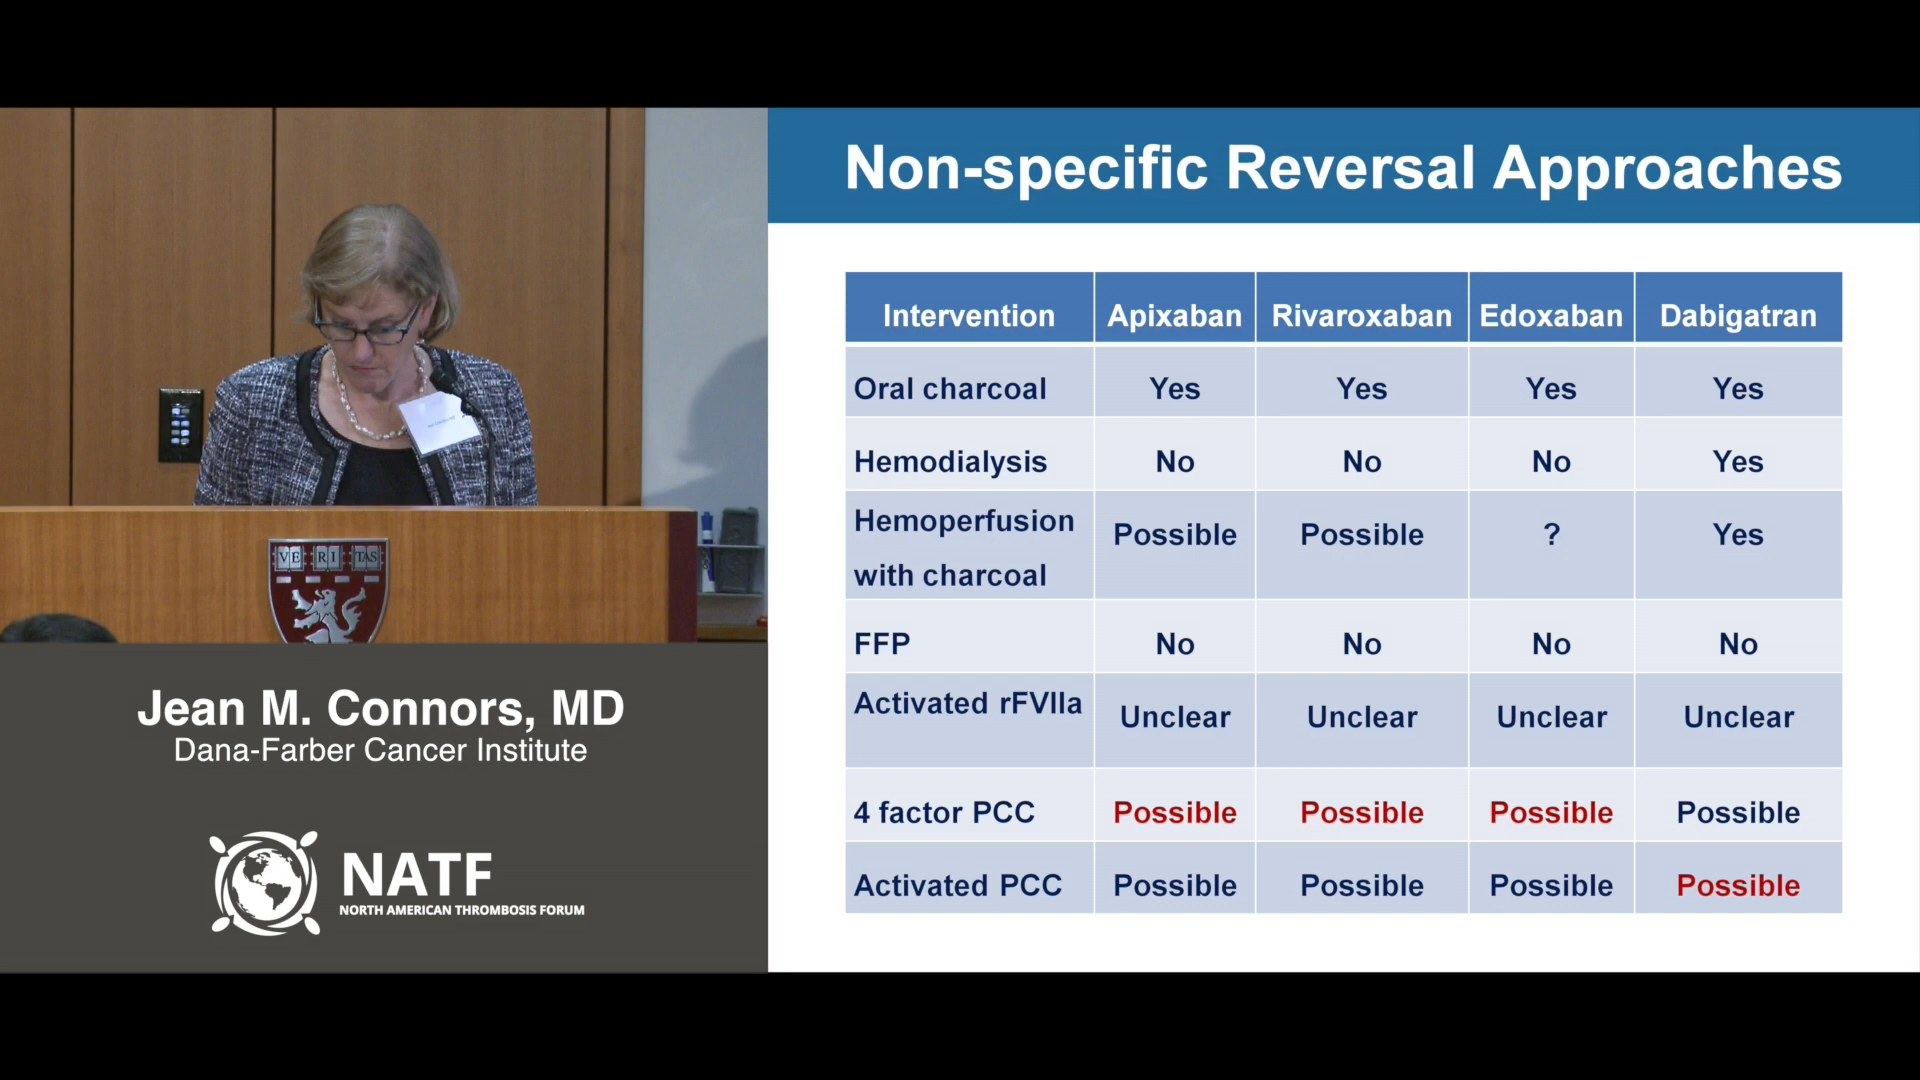 Non-specific Reversal Approaches
Intervention Apixaban Rivaroxaban Edoxaban Dabigatran
Oral charcoal Yes Yes Yes Yes
Hemodialysis No No No Yes
Hemoperfusion
with charcoal Possible Possible ? Yes
FFP No No No No
Activated rFVIIa Unclear Unclear Unclear Unclear
4 factor PCC Possible Possible Possible Possible
Activated PCC Possible Possible Possible Possible
VE RI TAS
Jean M. Connors, MD
Dana-Farber Cancer Institute
NATF
NORTH AMERICAN THROMBOSIS FORUM